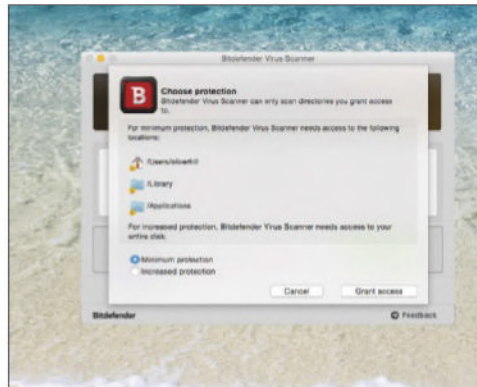 Bitdefender Virus Scanner
B
Choose protection
Bitdefender Virus Scanner can only scan directories you grant access
to.
For minimum protection, Bitdefender Virus Scanner needs access to the following
locations:
/Users/oliverhill
/Library
/Applications
For increased protection, Bitdefender Virus Scanner needs access to your
entire disk.
Minimum protection
Increased protection
Cancel
Grant access
Bitdefender
Feedback